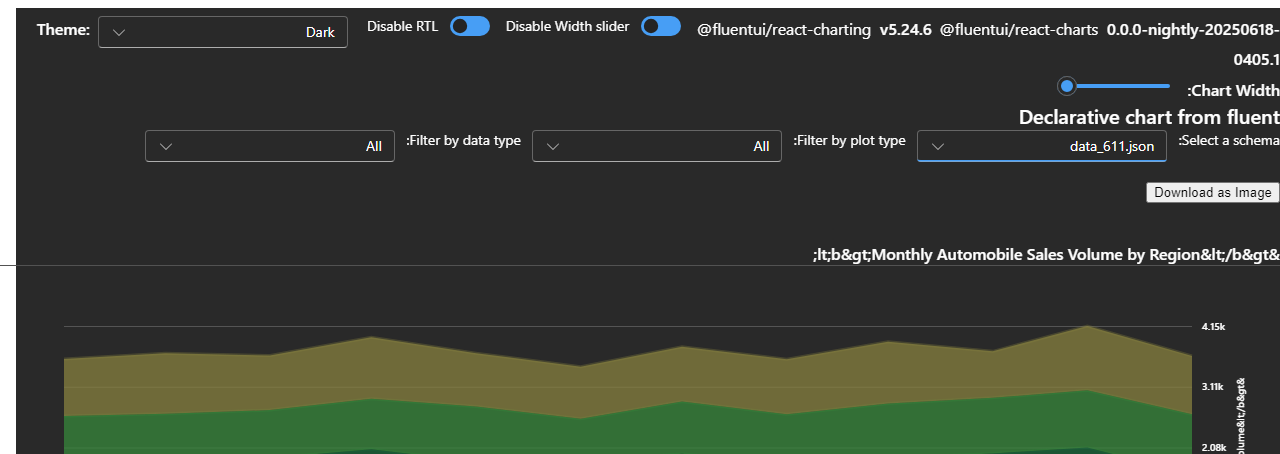 Theme:
Dark
Disable RTL
Disable Width slider
@fluentui/react-charting v5.24.6 @fluentui/react-charts 0.0.0-nightly-20250618-
0405.1
:Chart Width
Declarative chart from fluent
:Select a schema
data_611.json
:Filter by plot type
All
:Filter by data type
All
Download as Image
;lt;b&gt;Monthly Automobile Sales Volume by Region&lt;/b&gt&
4.15k
3.11k
2.08k
olume&lt;/b&gt&